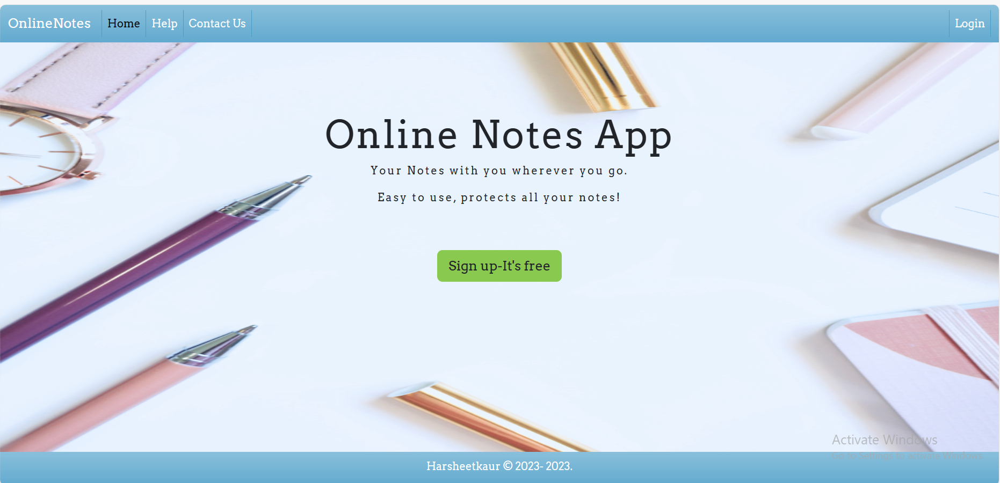 OnlineNotes Home Help Contact Us Login
Online Notes App
Your Notes with you wherever you go.
Easy to use, protects all your notes!
Sign up-It's free
Activate Windows
Go to Settings to activate Windows.
Harsheetkaur © 2023- 2023.